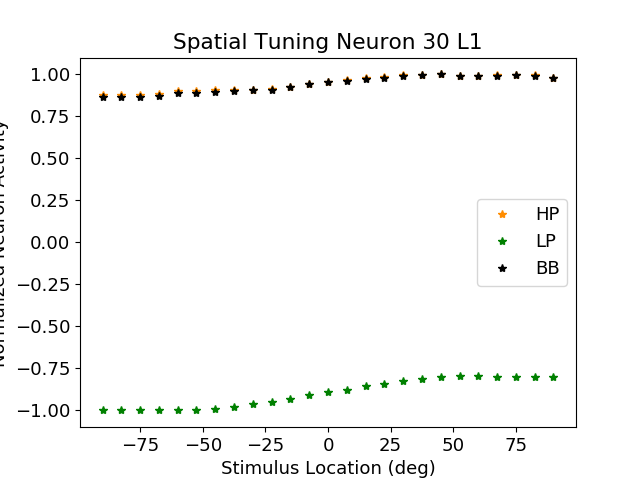 Spatial Tuning Neuron 30 L1
Normalized Neuron Activity
1.00
0.75
0.50
0.25
0.00
−0.25
−0.50
−0.75
−1.00
HP
LP
BB
−75
−50
−25
0
25
50
75
Stimulus Location (deg)